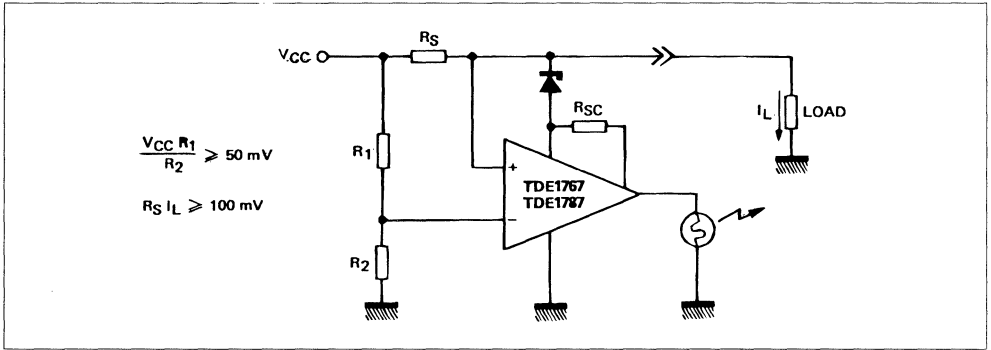 VCC
RS
RSC
IL
LOAD
VCC R1
R2
⩾ 50 mV
R1
TDE1767
TDE1787
+
−
RS IL ⩾ 100 mV
R2